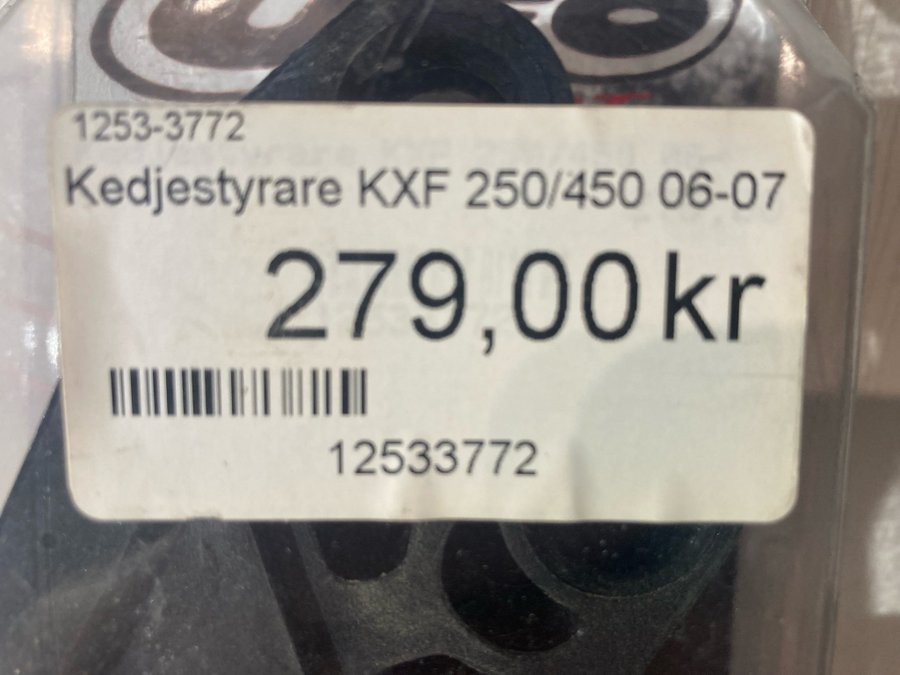 1253-3772
Kedjestyrare KXF 250/450 06-07
279,00 kr
12533772